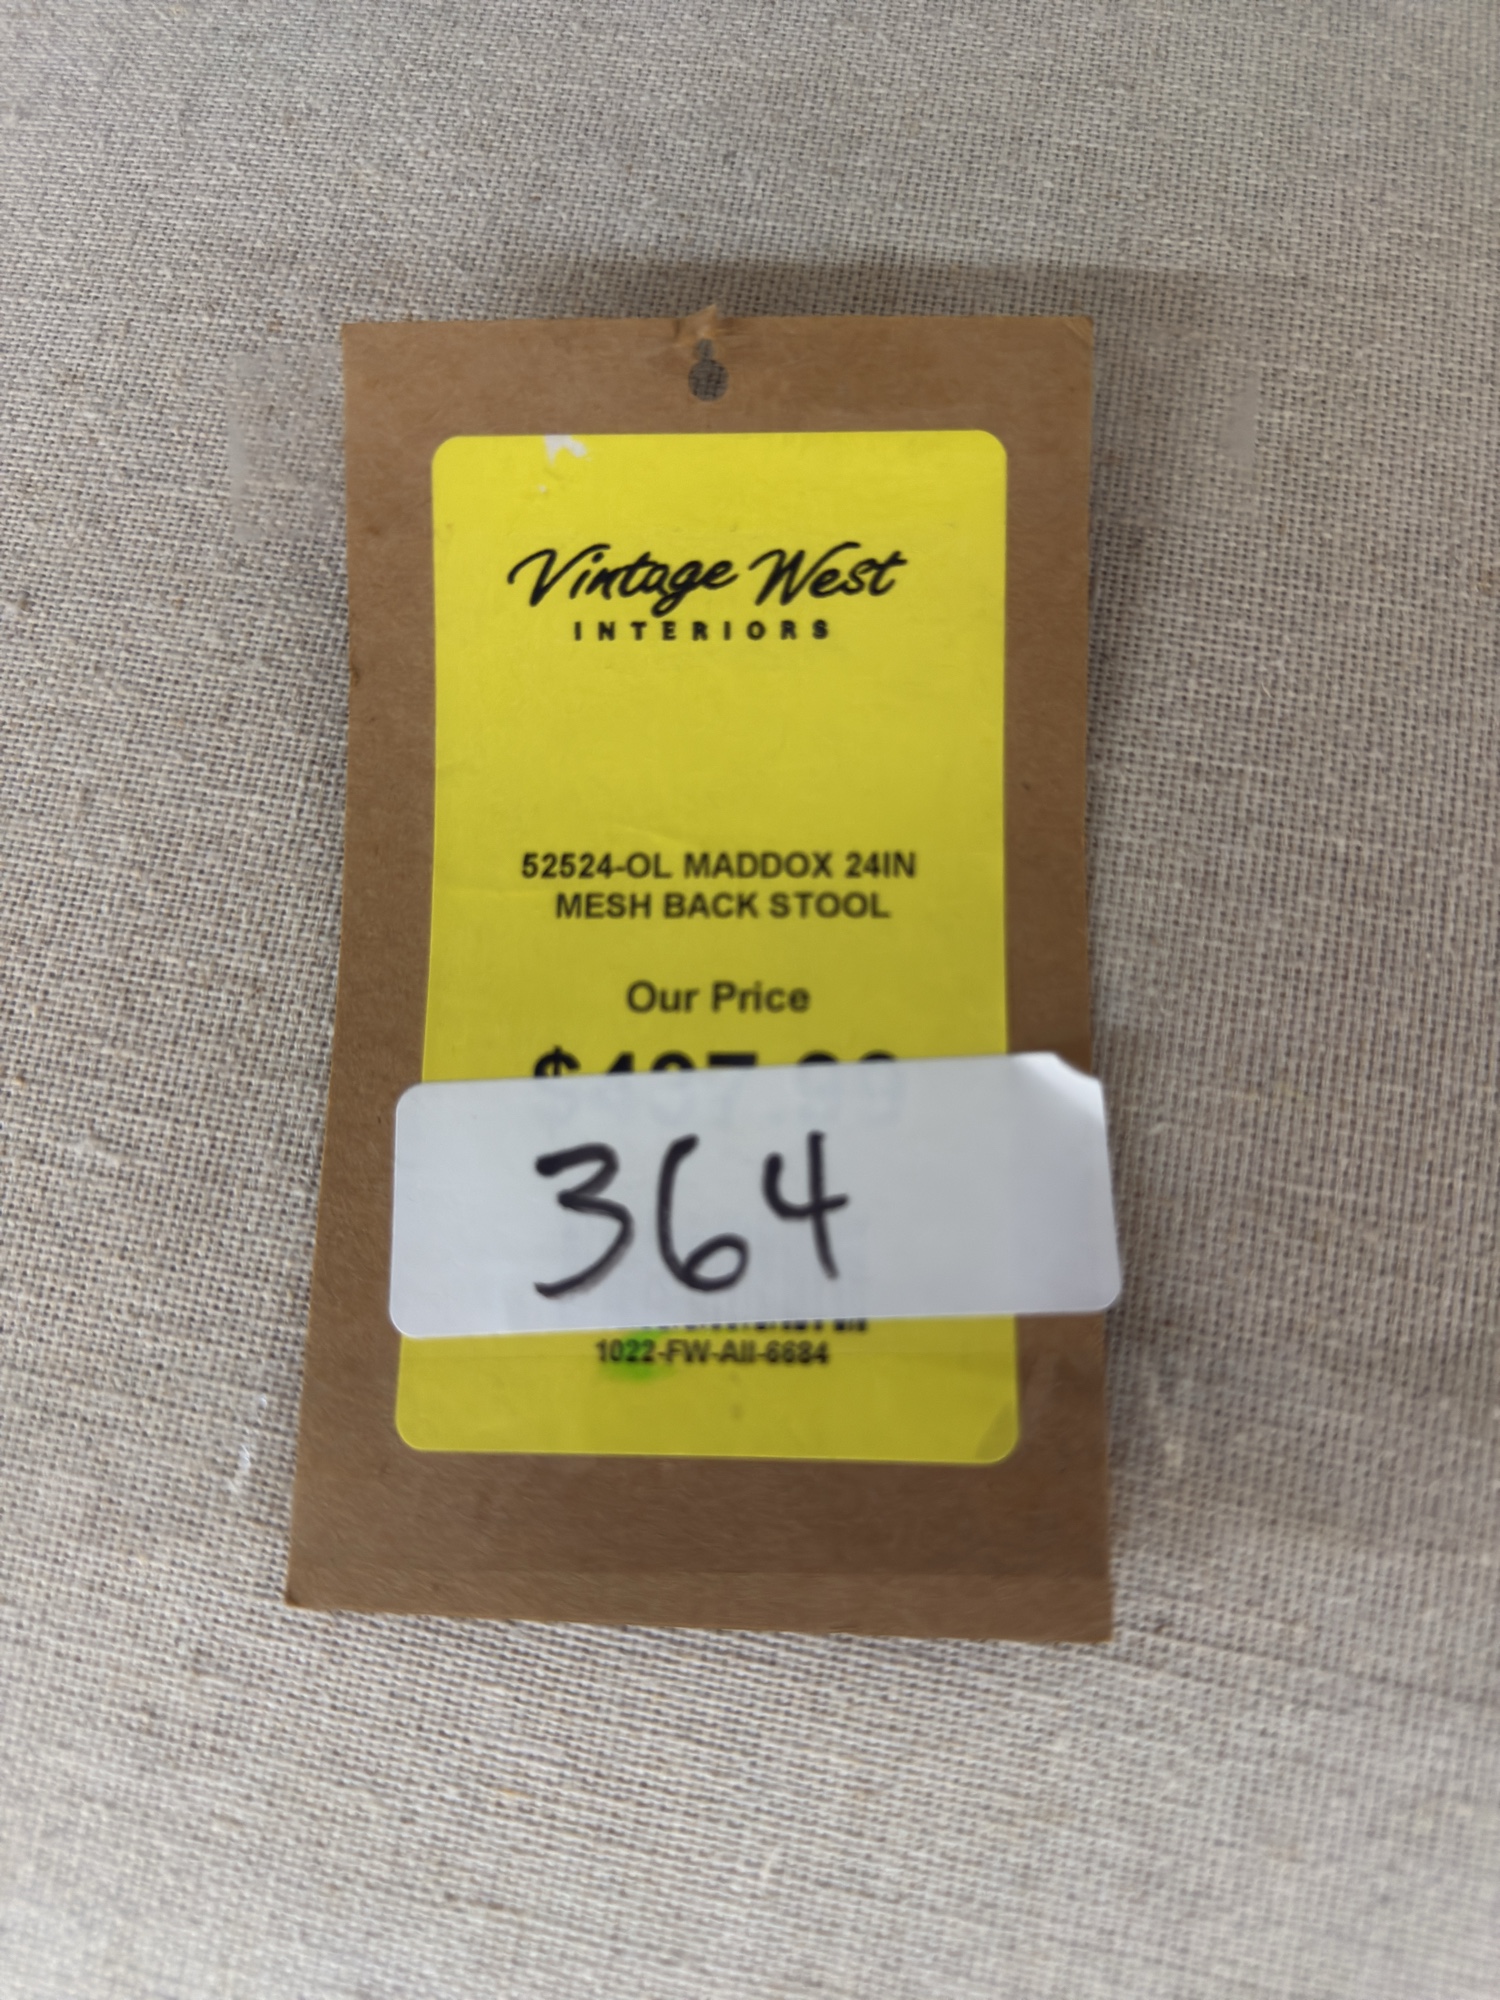 Vintage West
INTERIORS
52524-OL MADDOX 24IN
MESH BACK STOOL
Our Price
364
1022-FW-All-6684